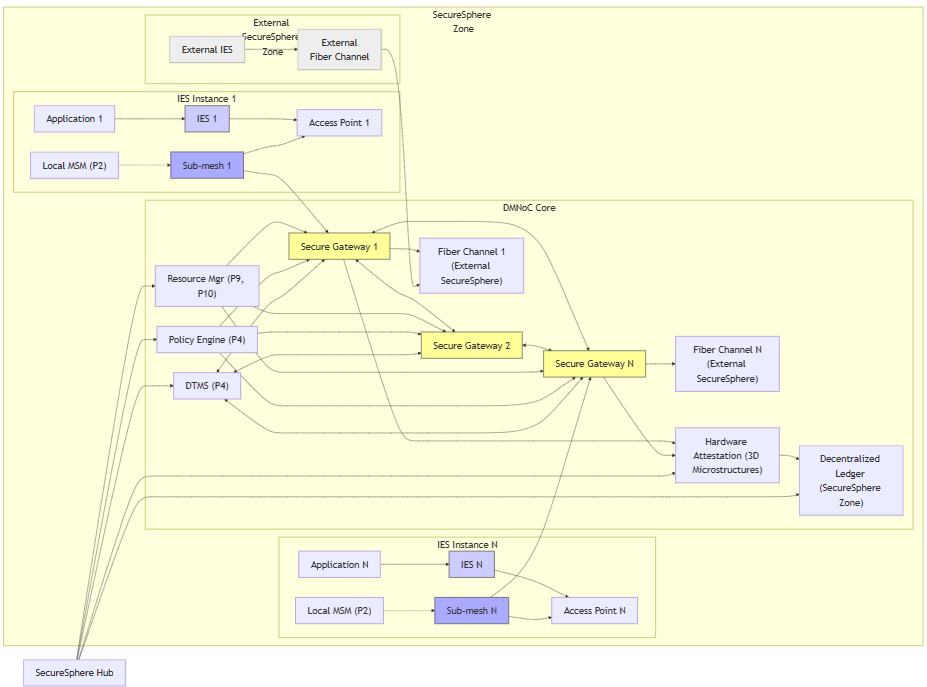 SecureSphere
Zone
External
SecureSphere
Zone
External IES
External
Fiber Channel
IES Instance 1
Application 1
IES 1
Access Point 1
Local MSM (P2)
Sub-mesh 1
DMNoC Core
Secure Gateway 1
Fiber Channel 1
(External
SecureSphere)
Resource Mgr (P9,
P10)
Policy Engine (P4)
Secure Gateway 2
Secure Gateway N
Fiber Channel N
(External
SecureSphere)
DTMS (P4)
Hardware
Attestation (3D
Microstructures)
Decentralized
Ledger
(SecureSphere
Zone)
IES Instance N
Application N
IES N
Local MSM (P2)
Sub-mesh N
Access Point N
SecureSphere Hub